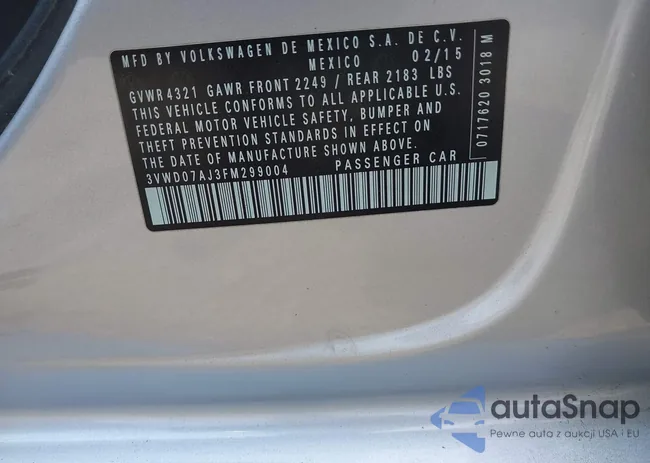 MFD BY VOLKSWAGEN DE MEXICO S.A. DE C.V.
MEXICO 02/15
GVWR 4321 GAWR FRONT 2249 / REAR 2183 LBS
THIS VEHICLE CONFORMS TO ALL APPLICABLE U.S.
FEDERAL MOTOR VEHICLE SAFETY, BUMPER AND
THEFT PREVENTION STANDARDS IN EFFECT ON
THE DATE OF MANUFACTURE SHOWN ABOVE.
3VWD07AJ3FM299004 PASSENGER CAR
0717620 3018 M
autaSnap
Pewne auta z aukcji USA i EU